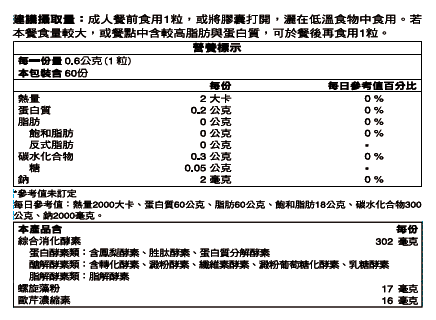 建議攝取量：成人餐前食用1粒，或將膠囊打開，灑在低溫食物中食用。若
本餐食量較大，或餐點中含較高脂肪與蛋白質，可於餐後再食用1粒。
營養標示
每一份量 0.6公克 (1 粒)
本包裝含 60份
每份 每日參考值百分比
熱量 2 大卡 0 %
蛋白質 0.2 公克 0 %
脂肪 0 公克 0 %
飽和脂肪 0 公克 0 %
反式脂肪 0 公克 *
碳水化合物 0.3 公克 0 %
糖 0.05 公克 *
鈉 2 毫克 0 %
*參考值未訂定
每日參考值：熱量2000大卡、蛋白質60公克、脂肪60公克、飽和脂肪18公克、碳水化合物300
公克、鈉2000毫克。
本產品含 每份
綜合消化酵素 302 毫克
蛋白酵素類：含鳳梨酵素、胜肽酵素、蛋白質分解酵素
醣解酵素類：含轉化酵素、澱粉酵素、纖維素酵素、澱粉葡萄糖化酵素、乳糖酵素
脂解酵素類：脂解酵素
螺旋藻粉 17 毫克
歐芹濃縮素 16 毫克